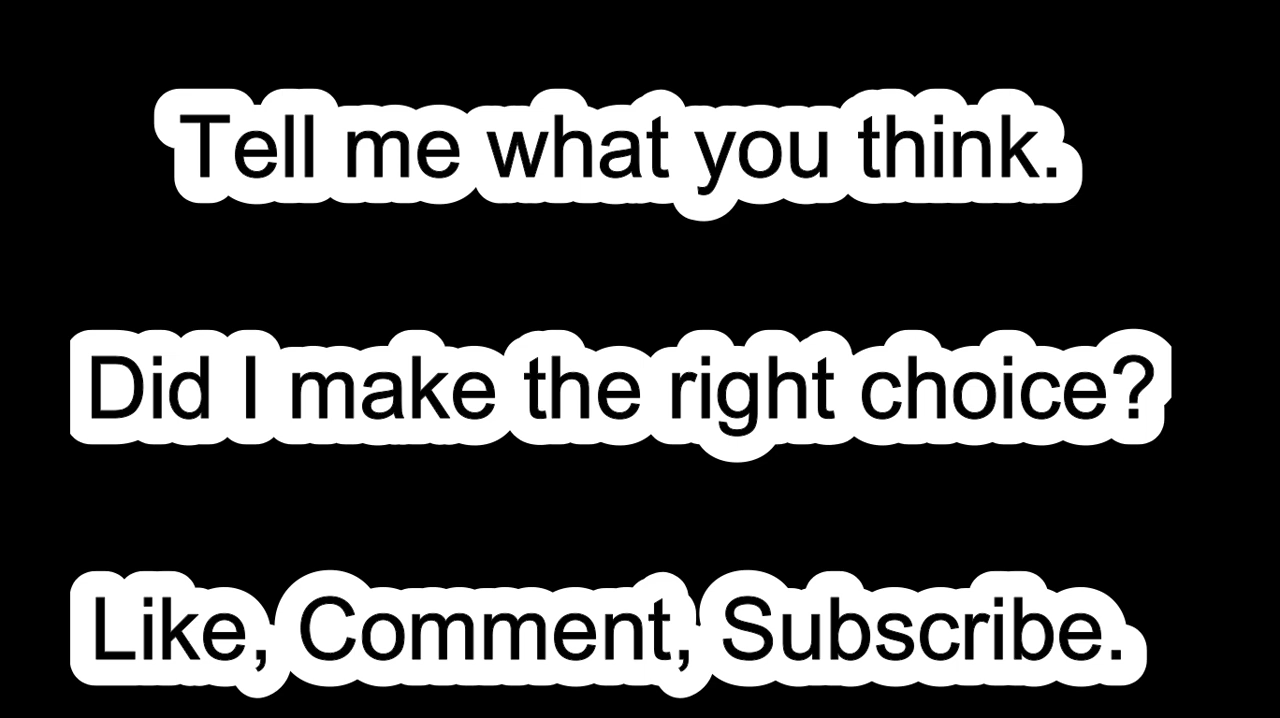 Tell me what you think.
Did I make the right choice?
Like, Comment, Subscribe.